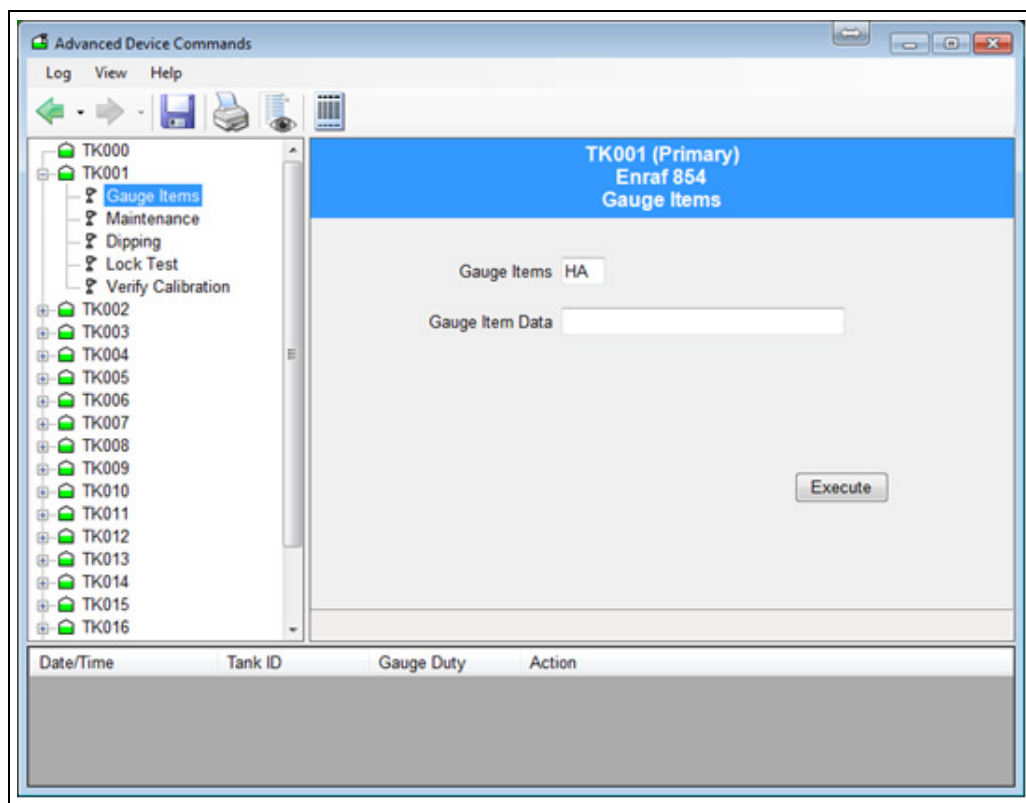 Advanced Device Commands
Log View Help
TK000
TK001
Gauge Items
Maintenance
Dipping
Lock Test
Verify Calibration
TK002
TK003
TK004
TK005
TK006
TK007
TK008
TK009
TK010
TK011
TK012
TK013
TK014
TK015
TK016
TK001 (Primary)
Enraf 854
Gauge Items
Gauge Items HA
Gauge Item Data
Execute
Date/Time Tank ID Gauge Duty Action